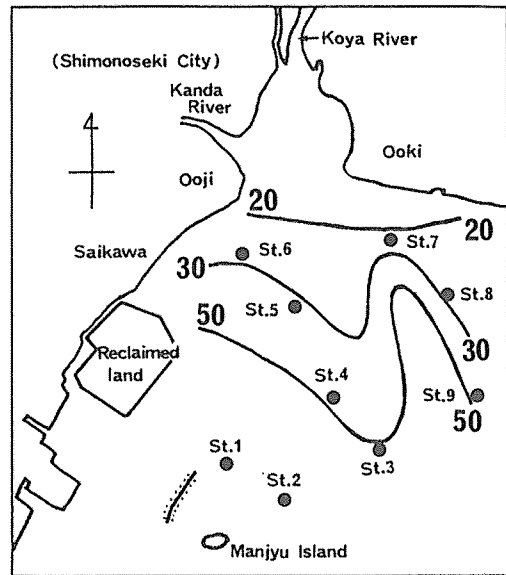 Koya River
(Shimonoseki City)
Kanda
River
4
Ooki
Ooji
20
20
St.7
Saikawa
St.6
30
St.8
St.5
50
30
Reclaimed
land
St.4
St.9
50
St.1
St.3
St.2
Manjyu Island